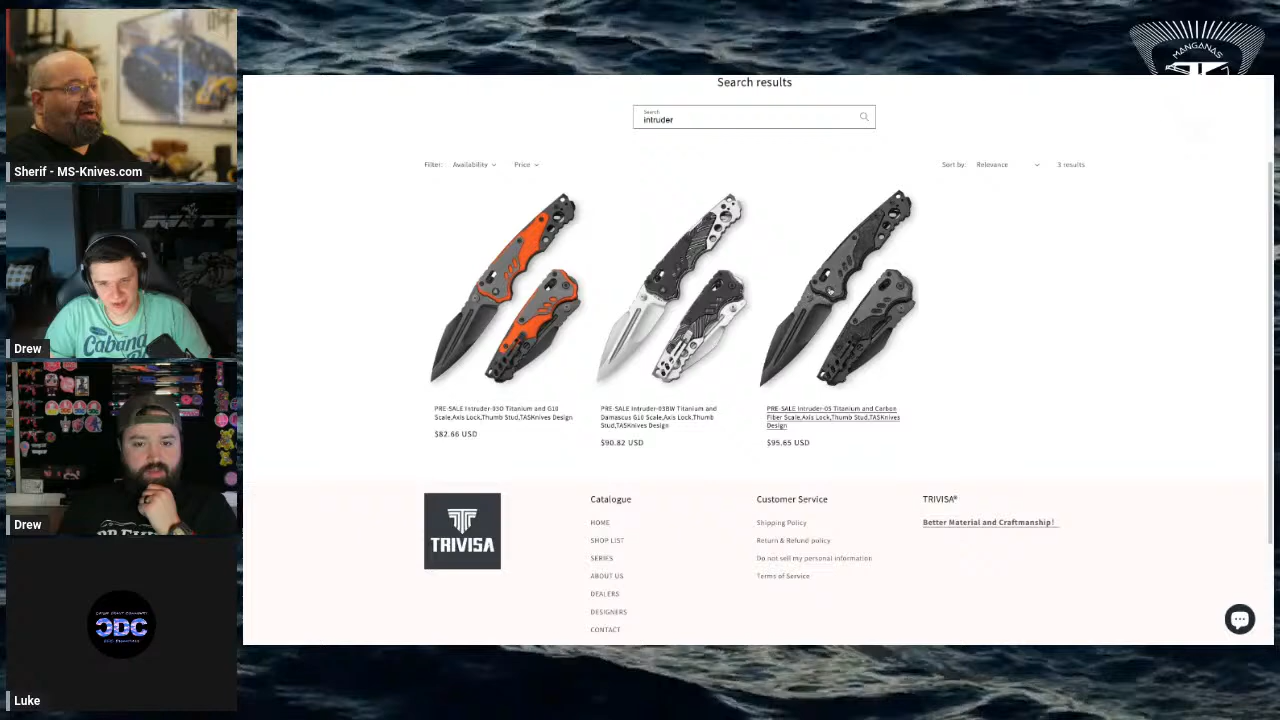 MANGANAS
Search results
Search
intruder
Filter:
Availability
Price
Sort by:
Relevance
3 results
PRE-SALE Intruder-03O Titanium and G10
Scale,Axis Lock,Thumb Stud,TASKnives Design
$82.66 USD
PRE-SALE Intruder-03BW Titanium and
Damascus G10 Scale,Axis Lock,Thumb
Stud,TASKnives Design
$90.82 USD
PRE-SALE Intruder-05 Titanium and Carbon
Fiber Scale,Axis Lock,Thumb Stud,TASKnives
Design
$95.65 USD
TRIVISA
Catalogue
HOME
SHOP LIST
SERIES
ABOUT US
DEALERS
DESIGNERS
CONTACT
Customer Service
Shipping Policy
Return & Refund policy
Do not sell my personal information
Terms of Service
TRIVISA®
Better Material and Craftmanship!
Sherif - MS-Knives.com
Cabana
Drew
Drew
Luke